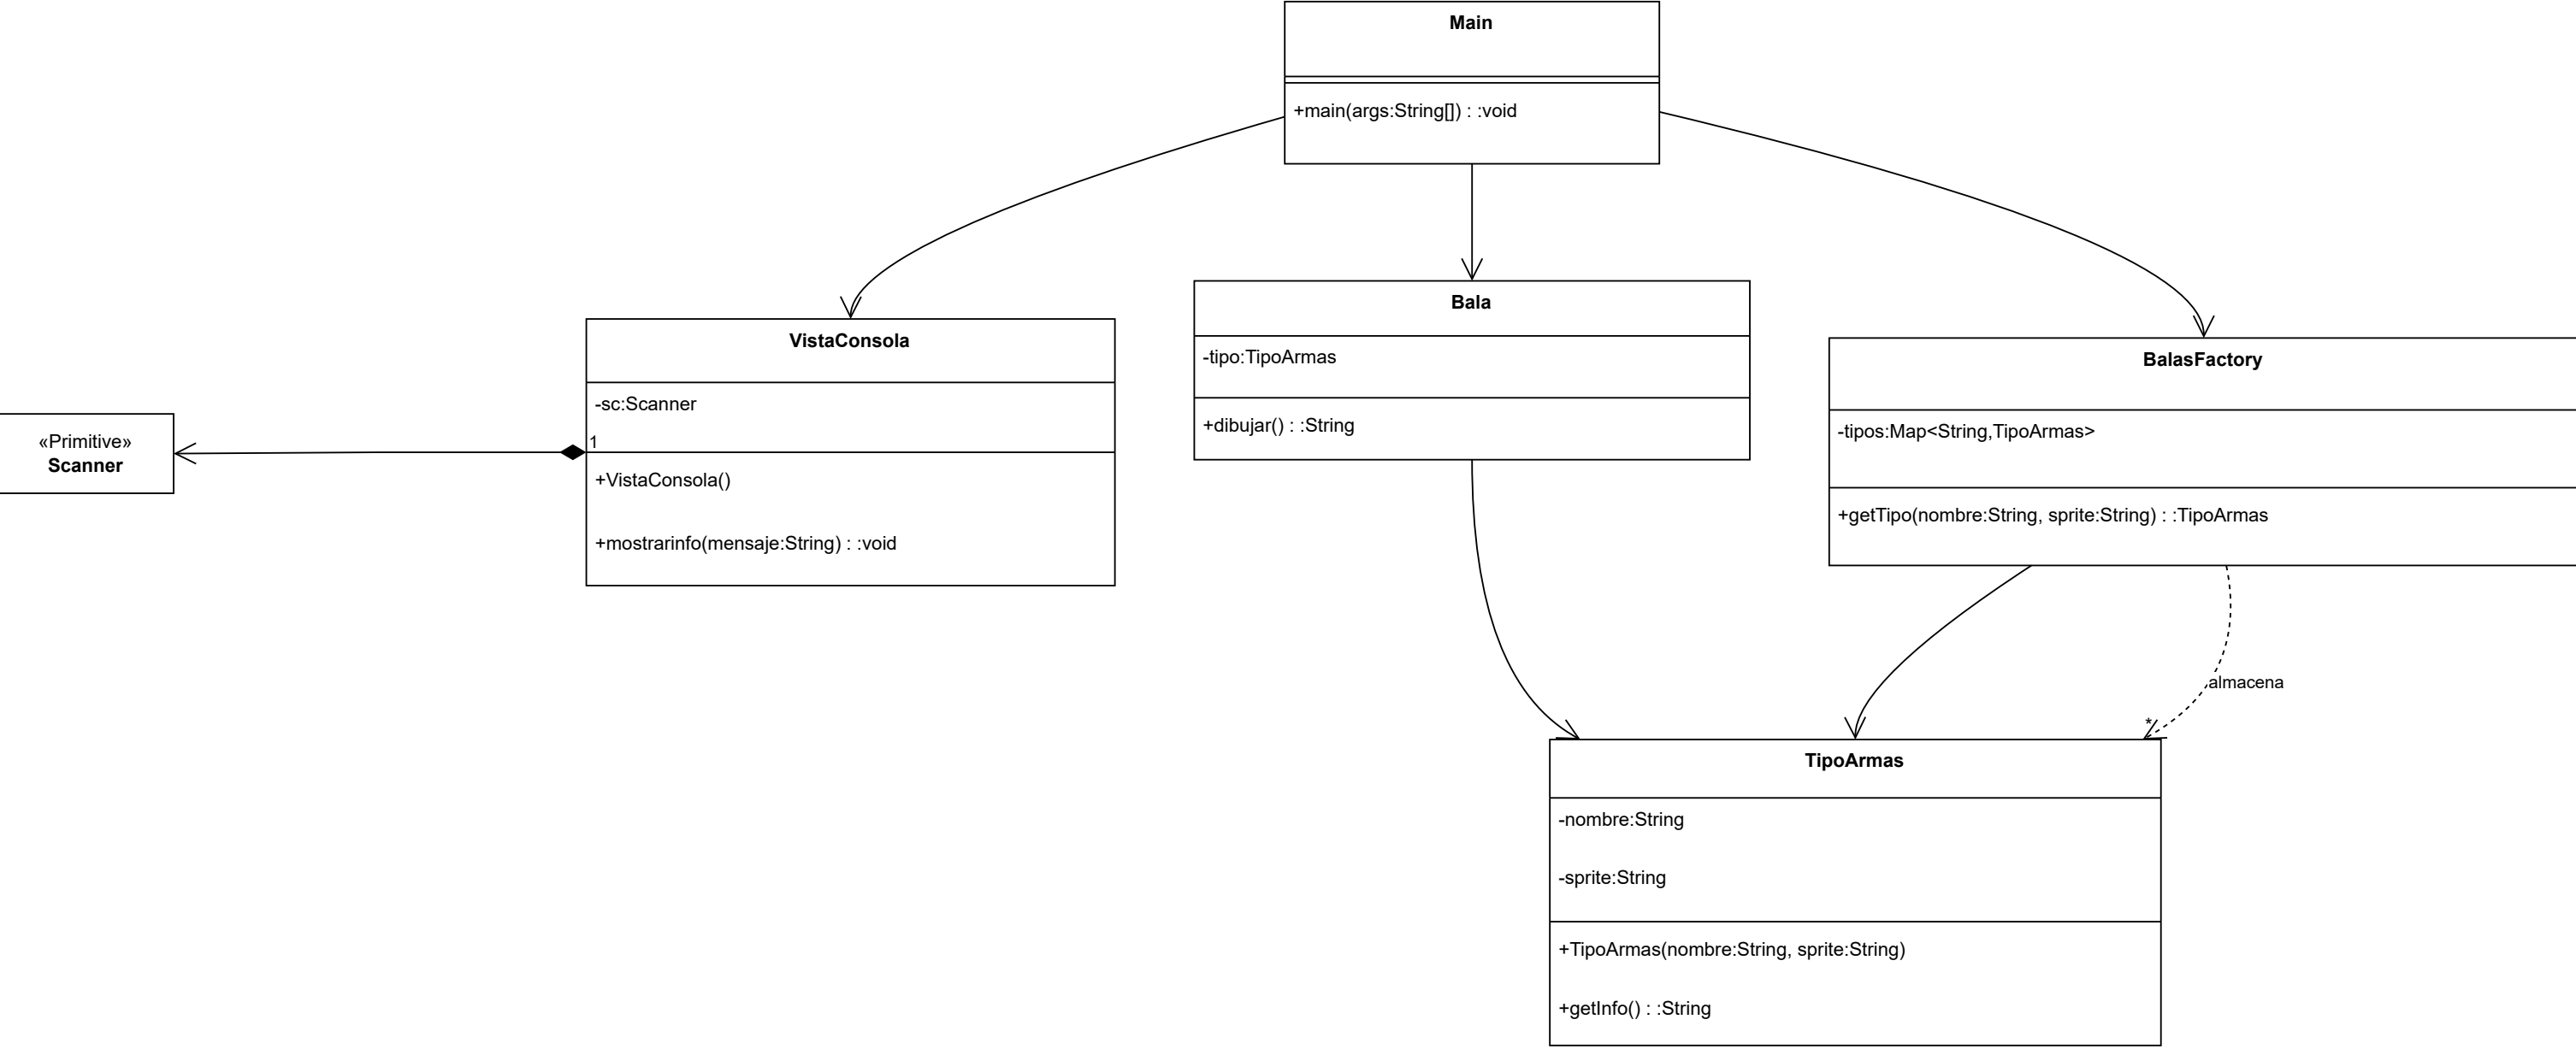 Main
+main(args:String[]) : :void
VistaConsola
-sc:Scanner
1
+VistaConsola()
+mostrarinfo(mensaje:String) : :void
«Primitive»
Scanner
Bala
-tipo:TipoArmas
+dibujar() : :String
BalasFactory
-tipos:Map<String,TipoArmas>
+getTipo(nombre:String, sprite:String) : :TipoArmas
almacena
*
TipoArmas
-nombre:String
-sprite:String
+TipoArmas(nombre:String, sprite:String)
+getInfo() : :String